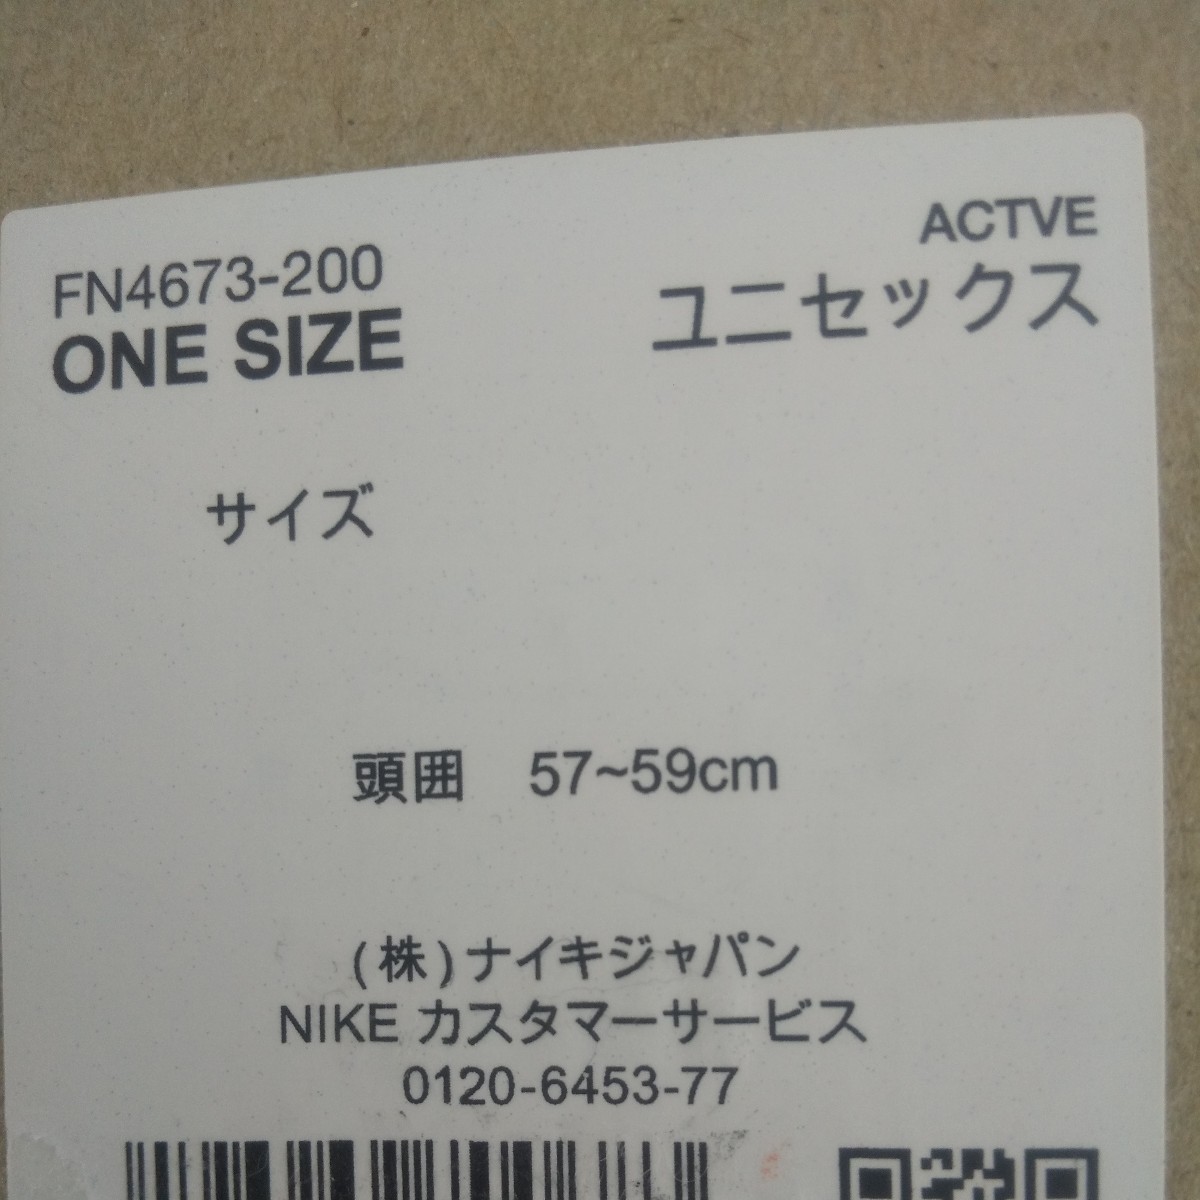 FN4673-200
ONE SIZE
ACTVE
ユニセックス
サイズ
頭囲 57~59cm
(株)ナイキジャパン
NIKE カスタマーサービス
0120-6453-77